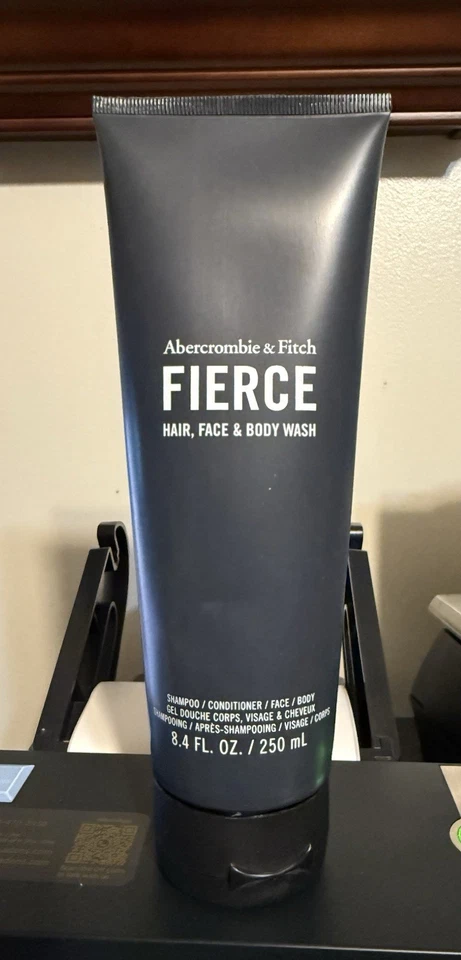 Abercrombie & Fitch
FIERCE
HAIR, FACE & BODY WASH
SHAMPOO / CONDITIONER / FACE / BODY
GEL DOUCHE CORPS, VISAGE & CHEVEUX
SHAMPOOING / APRÈS-SHAMPOOING / VISAGE / CORPS
8.4 FL. OZ. / 250 mL